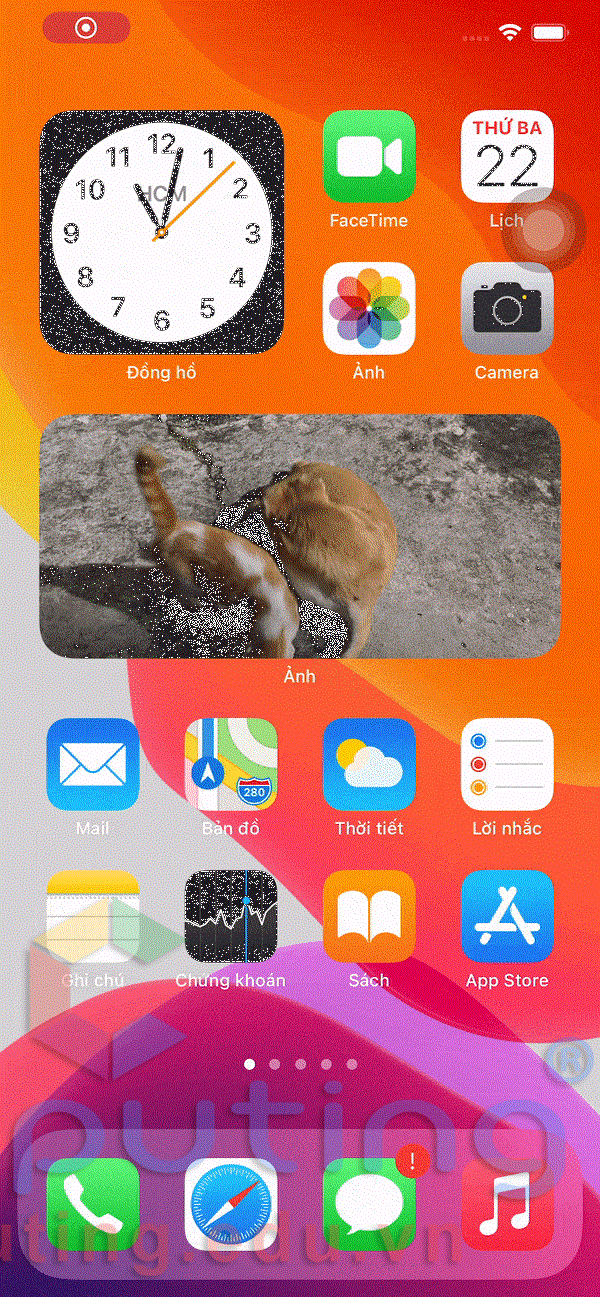 12
11 1
10 HCM 2
9 3
8 4
7 5
6
Đồng hồ
FaceTime
THỨ BA
22
Lịch
Ảnh
Camera
Ảnh
280
Mail
Bản đồ
Thời tiết
Lời nhắc
Ghi chú
Chứng khoán
Sách
App Store
®
puting
!
uting.edu.vn